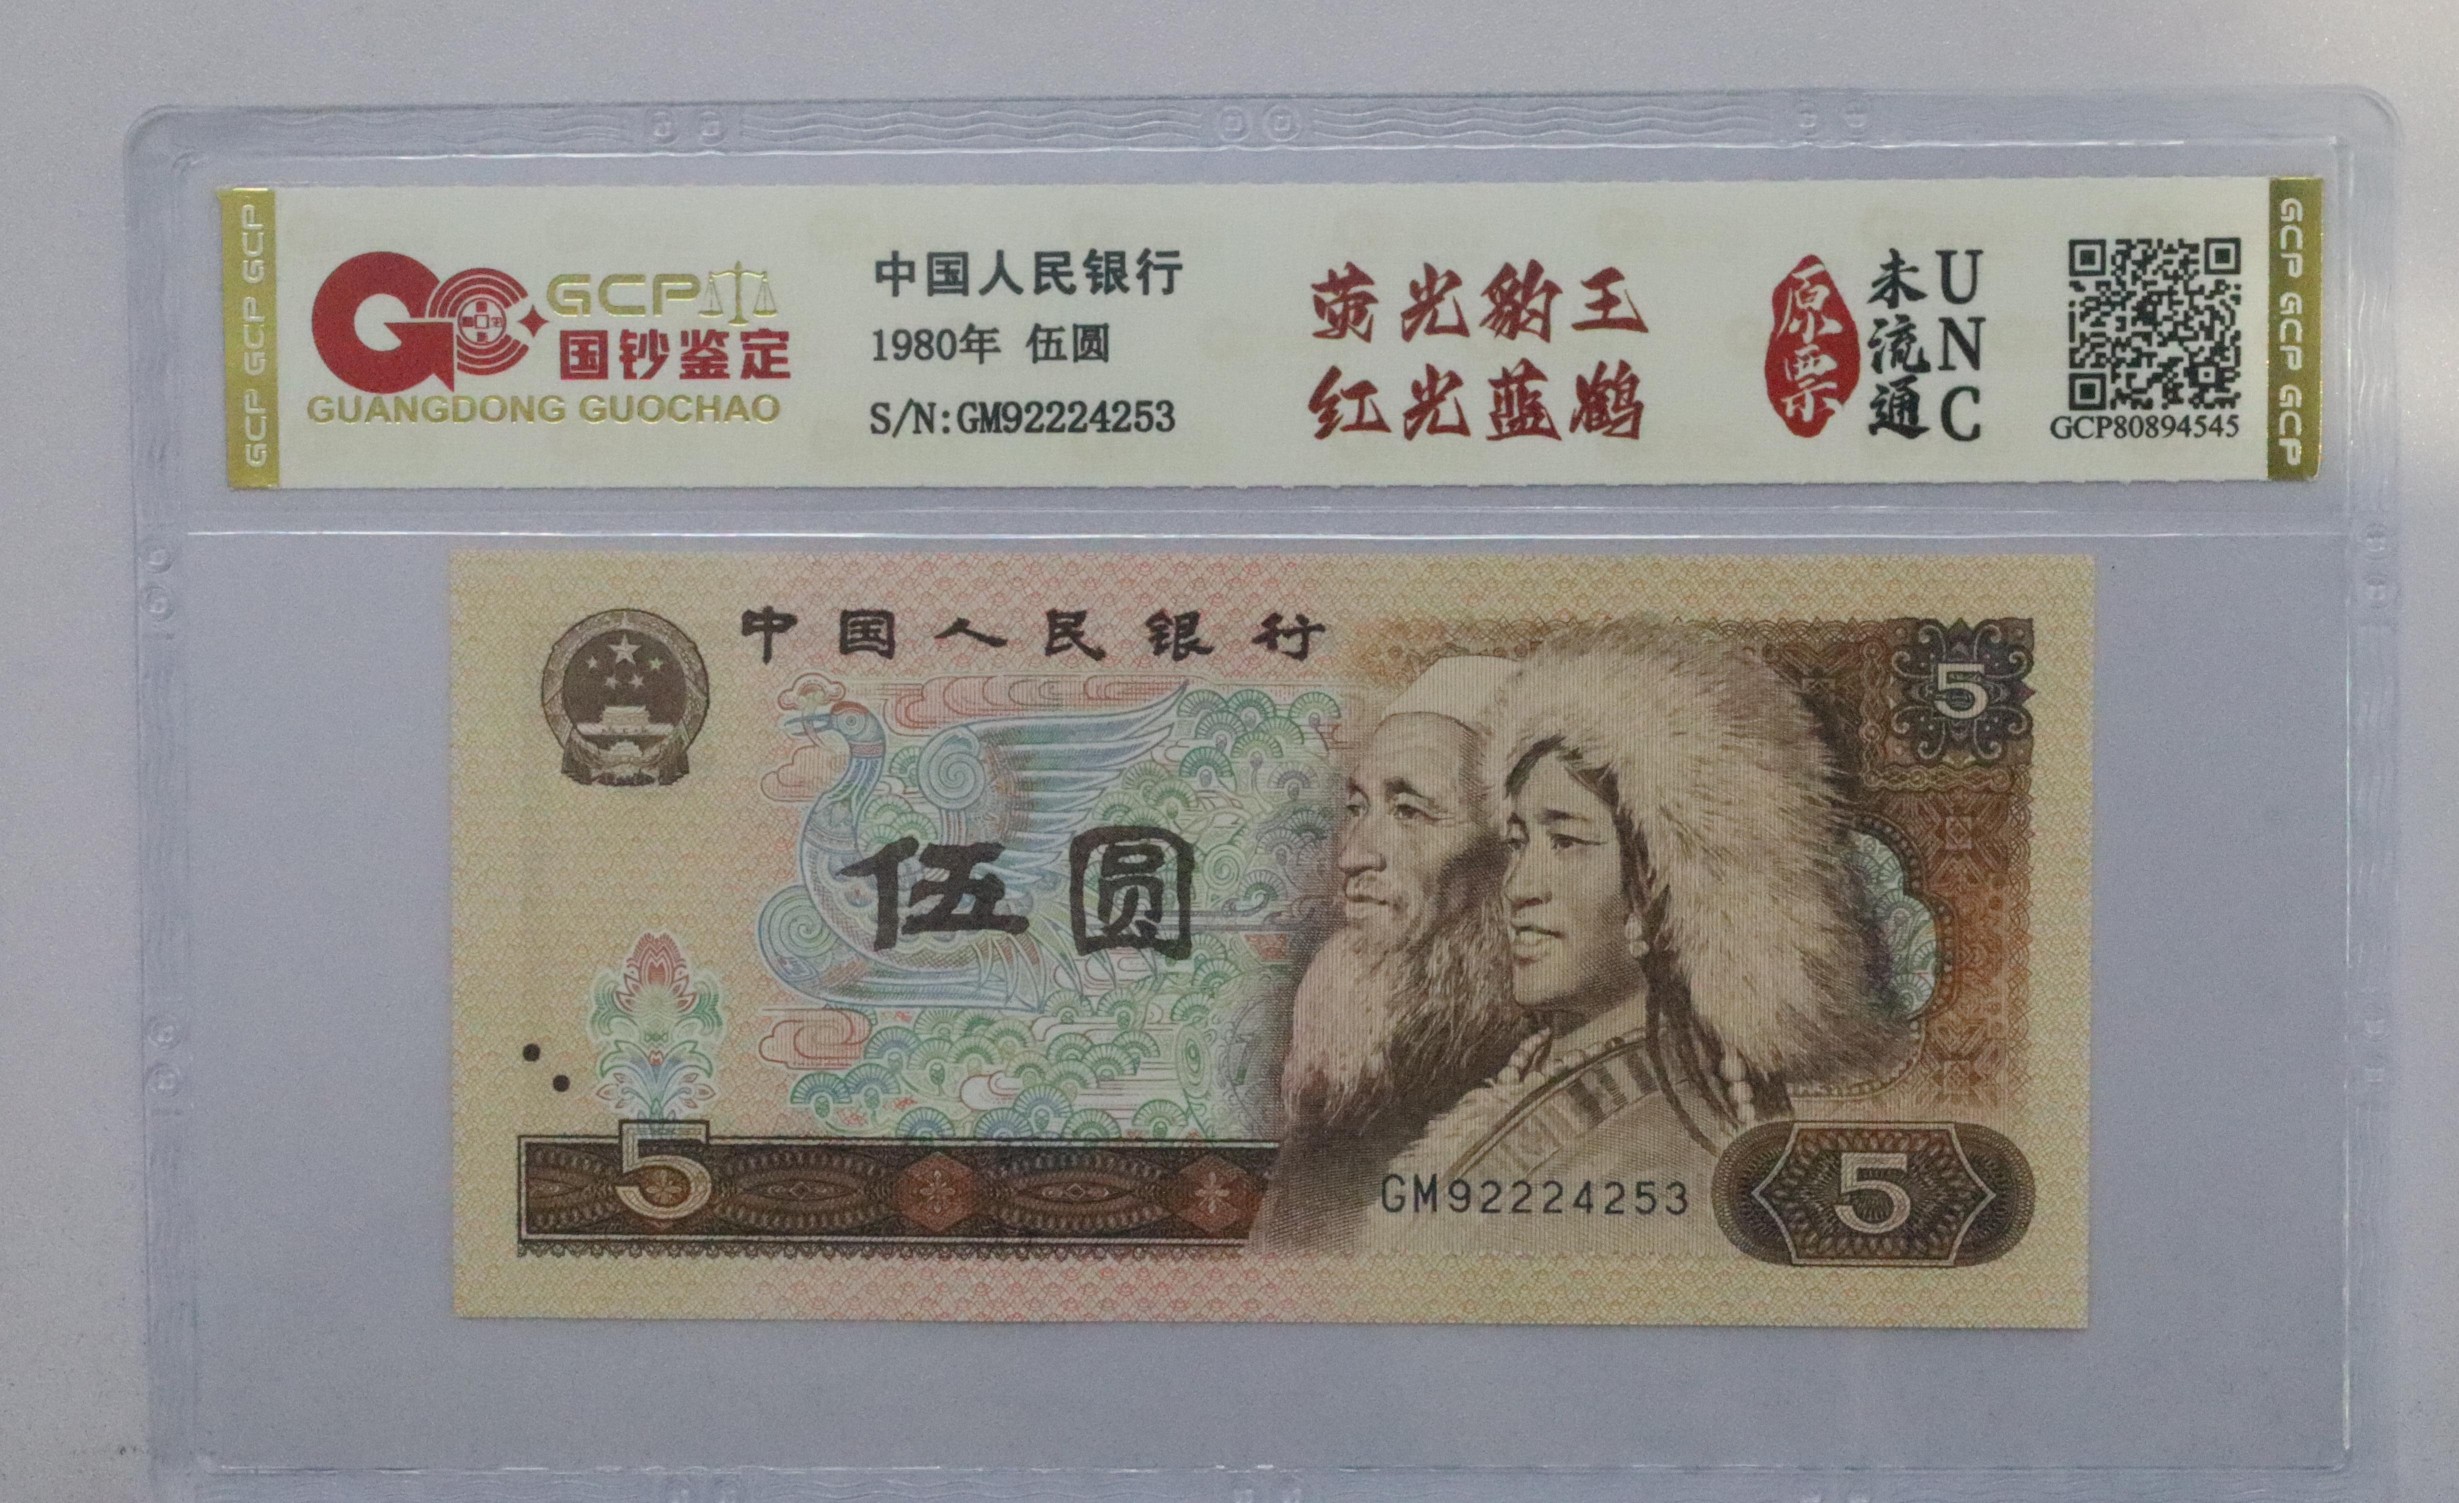 GCP GCP GCP
GCP
国钞鉴定
GUANGDONG GUOCHAO
中国人民银行
1980年 伍圆
S/N:GM92224253
荧光豹王
红光蓝鹤
原票
未流通
UNC
GCP80894545
GCP GCP GCP
中国人民银行
5
伍圆
5
GM92224253
5